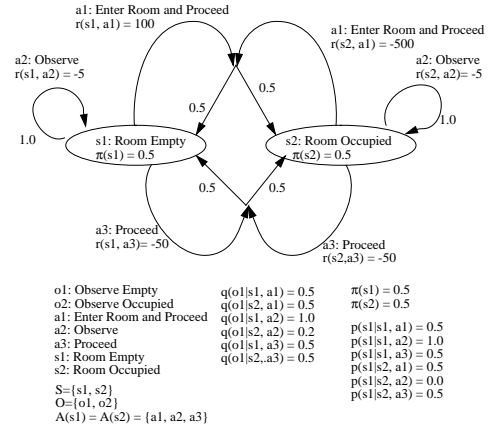 a1: Enter Room and Proceed
r(s1, a1) = 100
a1: Enter Room and Proceed
r(s2, a1) = -500
a2: Observe
r(s1, a2) = -5
a2: Observe
r(s2, a2)= -5
0.5
0.5
1.0
1.0
s1: Room Empty
π(s1) = 0.5
s2: Room Occupied
π(s2) = 0.5
0.5
0.5
a3: Proceed
r(s1, a3)= -50
a3: Proceed
r(s2,a3) = -50
o1: Observe Empty
o2: Observe Occupied
a1: Enter Room and Proceed
a2: Observe
a3: Proceed
s1: Room Empty
s2: Room Occupied
S={s1, s2}
O={o1, o2}
A(s1) = A(s2) = {a1, a2, a3}
q(o1|s1, a1) = 0.5
q(o1|s2, a1) = 0.5
q(o1|s1, a2) = 1.0
q(o1|s2, a2) = 0.2
q(o1|s1, a3) = 0.5
q(o1|s2,.a3) = 0.5
π(s1) = 0.5
π(s2) = 0.5
p(s1|s1, a1) = 0.5
p(s1|s1, a2) = 1.0
p(s1|s1, a3) = 0.5
p(s1|s2, a1) = 0.5
p(s1|s2, a2) = 0.0
p(s1|s2, a3) = 0.5